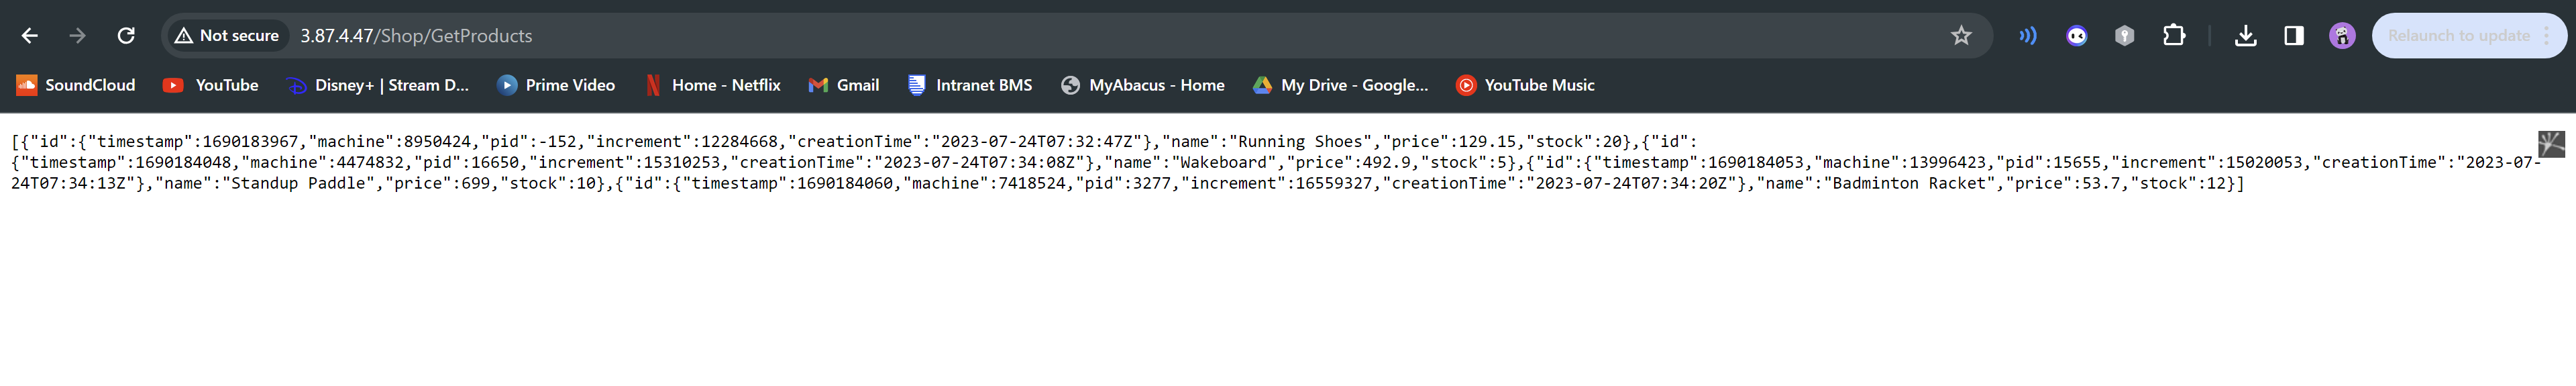 Not secure 3.87.4.47/Shop/GetProducts Relaunch to update
SoundCloud YouTube Disney+ | Stream D... Prime Video Home - Netflix Gmail Intranet BMS MyAbacus - Home My Drive - Google... YouTube Music
[{"id":{"timestamp":1690183967,"machine":8950424,"pid":-152,"increment":12284668,"creationTime":"2023-07-24T07:32:47Z"},"name":"Running Shoes","price":129.15,"stock":20},{"id":
{"timestamp":1690184048,"machine":4474832,"pid":16650,"increment":15310253,"creationTime":"2023-07-24T07:34:08Z"},"name":"Wakeboard","price":492.9,"stock":5},{"id":{"timestamp":1690184053,"machine":13996423,"pid":15655,"increment":15020053,"creationTime":"2023-07-
24T07:34:13Z"},"name":"Standup Paddle","price":699,"stock":10},{"id":{"timestamp":1690184060,"machine":7418524,"pid":3277,"increment":16559327,"creationTime":"2023-07-24T07:34:20Z"},"name":"Badminton Racket","price":53.7,"stock":12}]